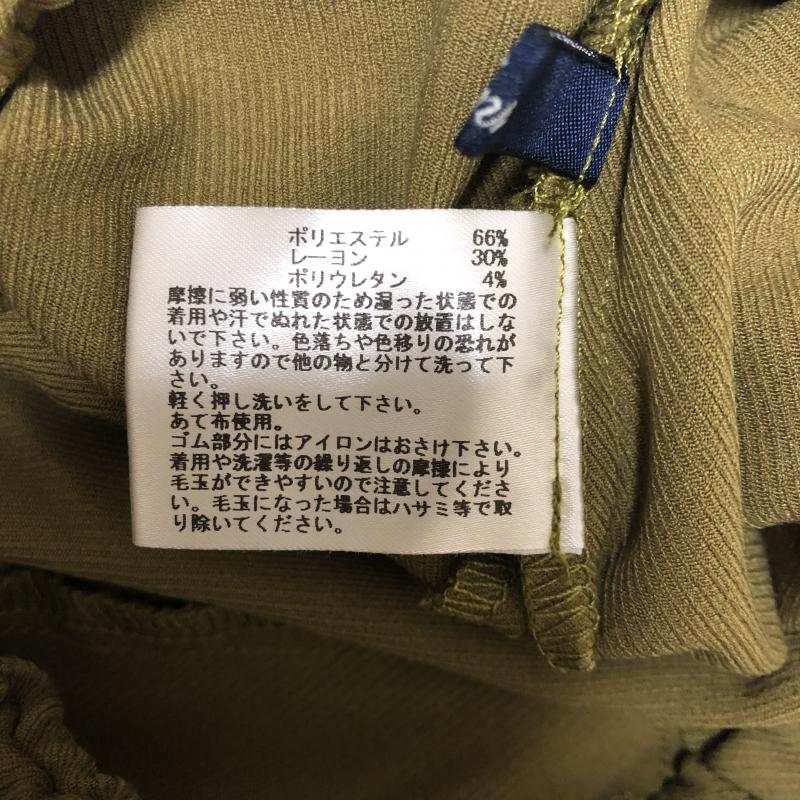 ポリエステル 66%
レーヨン 30%
ポリウレタン 4%
摩擦に弱い性質のため湿った状態での
着用や汗でぬれた状態での放置はしな
いで下さい。色落ちや色移りの恐れが
ありますので他の物と分けて洗って下
さい。
軽く押し洗いをして下さい。
あて布使用。
ゴム部分にはアイロンはおさけ下さい。
着用や洗濯等の繰り返しの摩擦により
毛玉ができやすいので注意してくださ
い。毛玉になった場合はハサミ等で取
り除いてください。